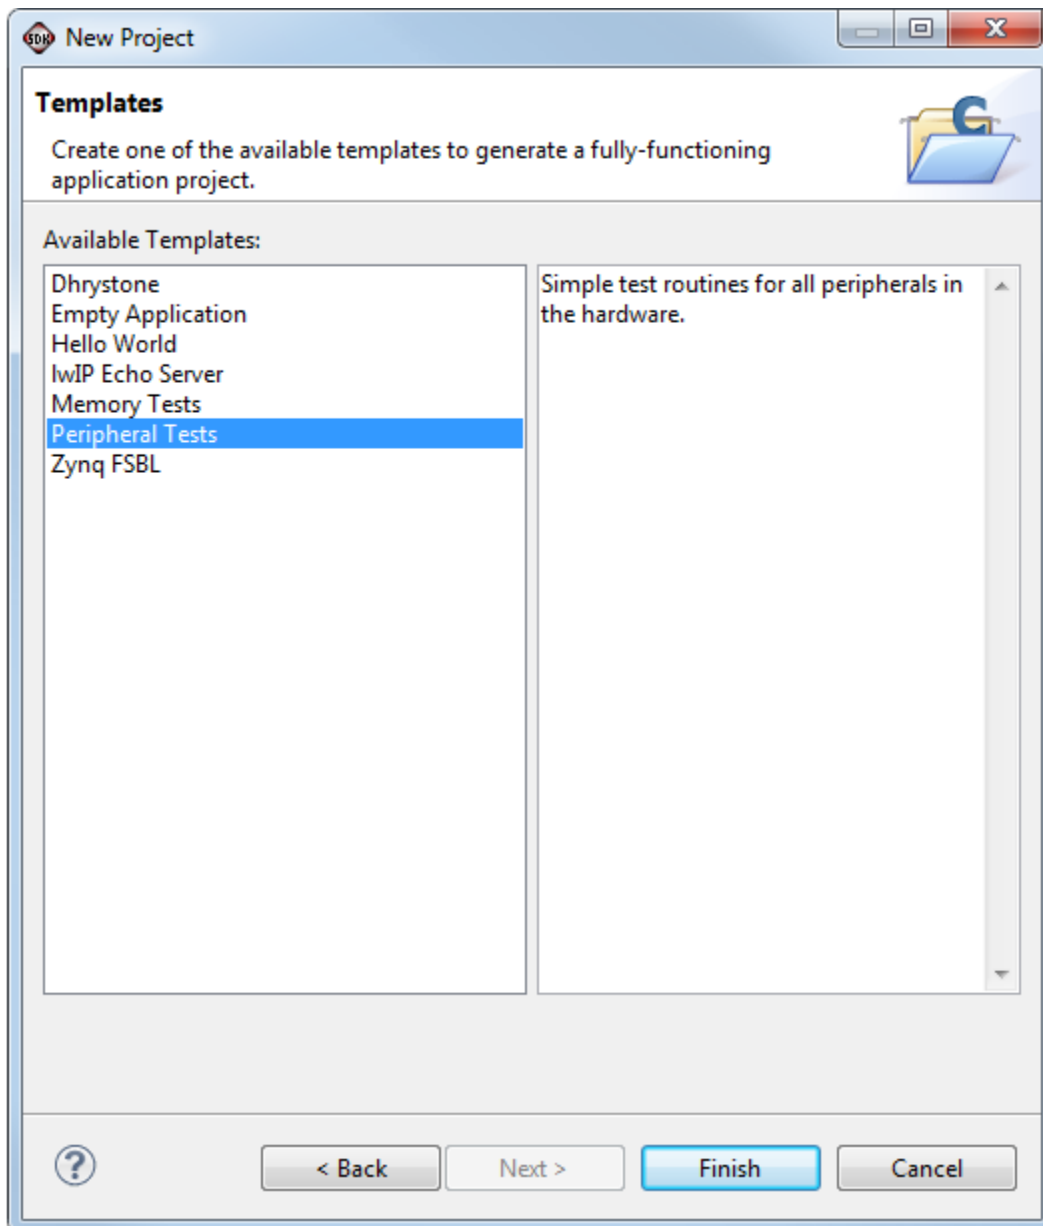 SDK New Project
Templates
Create one of the available templates to generate a fully-functioning
application project.
C
Available Templates:
Dhrystone
Empty Application
Hello World
lwIP Echo Server
Memory Tests
Peripheral Tests
Zynq FSBL
Simple test routines for all peripherals in
the hardware.
? < Back Next > Finish Cancel